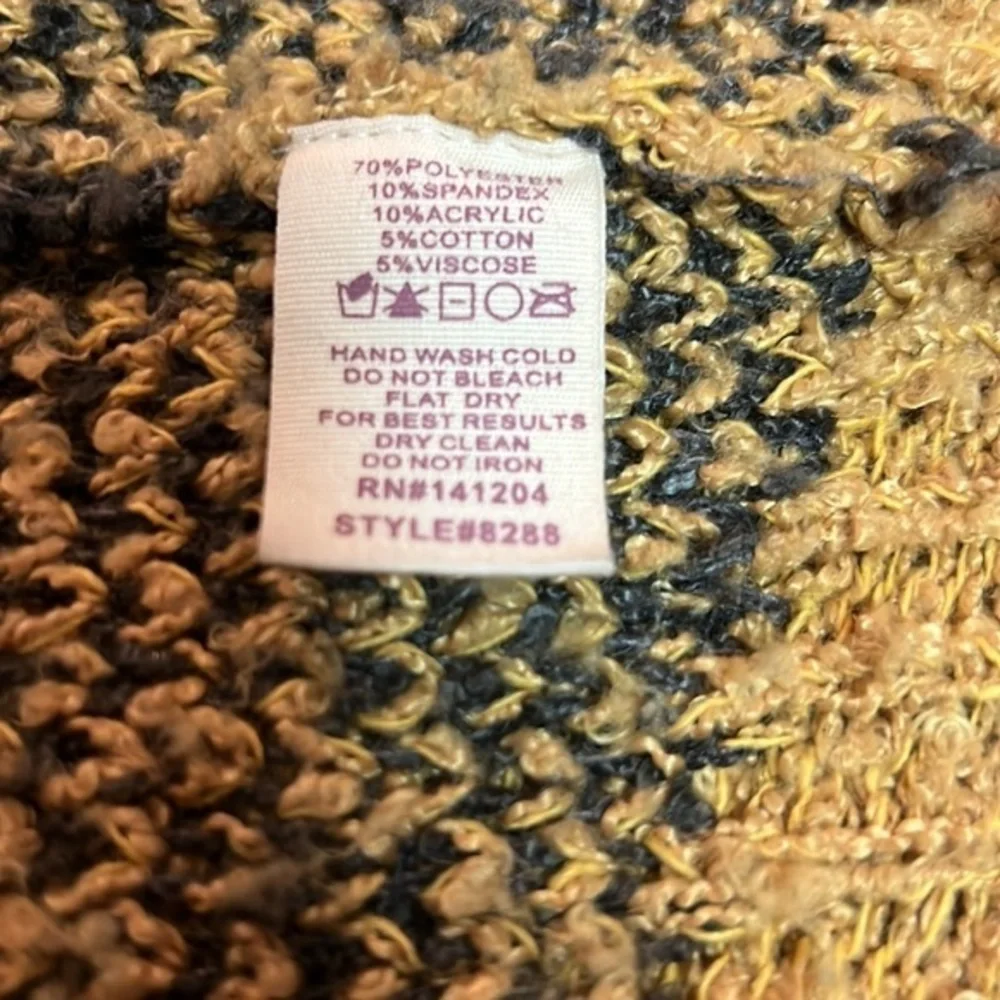 70%POLYESTER
10%SPANDEX
10%ACRYLIC
5%COTTON
5%VISCOSE
HAND WASH COLD
DO NOT BLEACH
FLAT DRY
FOR BEST RESULTS
DRY CLEAN
DO NOT IRON
RN#141204
STYLE#8288